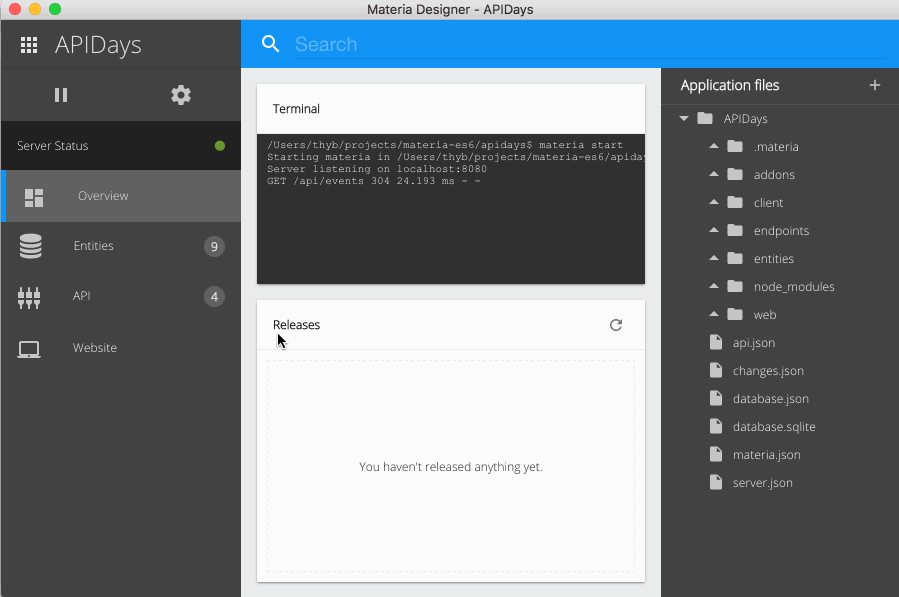 Materia Designer - APIDays
APIDays
Search
Server Status
Overview
Entities
9
API
4
Website
Terminal
/Users/thyb/projects/materia-es6/apidays$ materia start
Starting materia in /Users/thyb/projects/materia-es6/apiday
Server listening on localhost:8080
GET /api/events 304 24.193 ms - -
Releases
You haven't released anything yet.
Application files
APIDays
.materia
addons
client
endpoints
entities
node_modules
web
api.json
changes.json
database.json
database.sqlite
materia.json
server.json